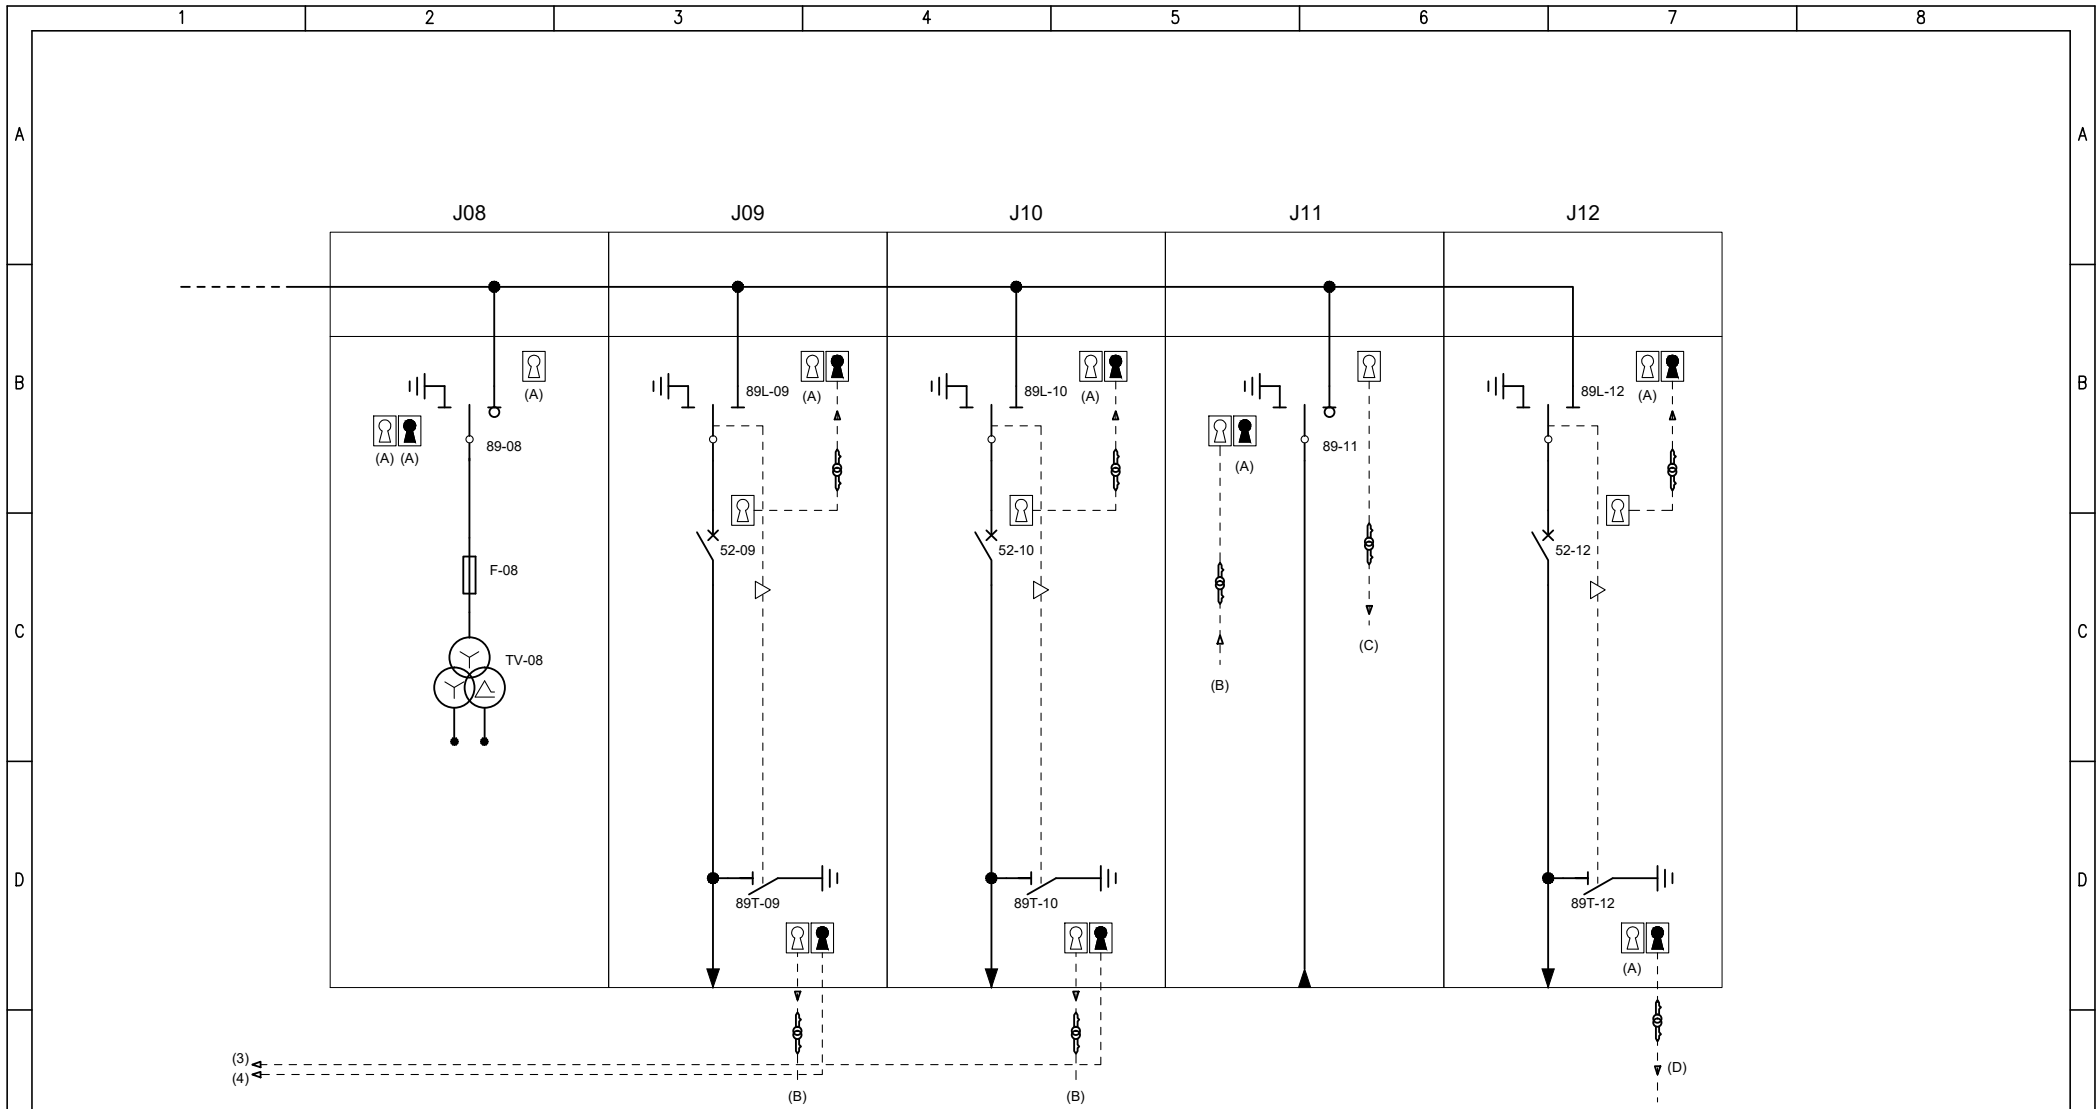 1 2 3 4 5 6 7 8
A A
J08 J09 J10 J11 J12
B B
(A) 89L-09 (A) 89L-10 (A) 89L-12 (A)
(A) (A) 89-08 (A) 89-11
52-09 52-10 52-12
F-08
C C
TV-08 (C)
(B)
D D
89T-09 89T-10 89T-12
(A)
(3)
(4) (D)
(B) (B)